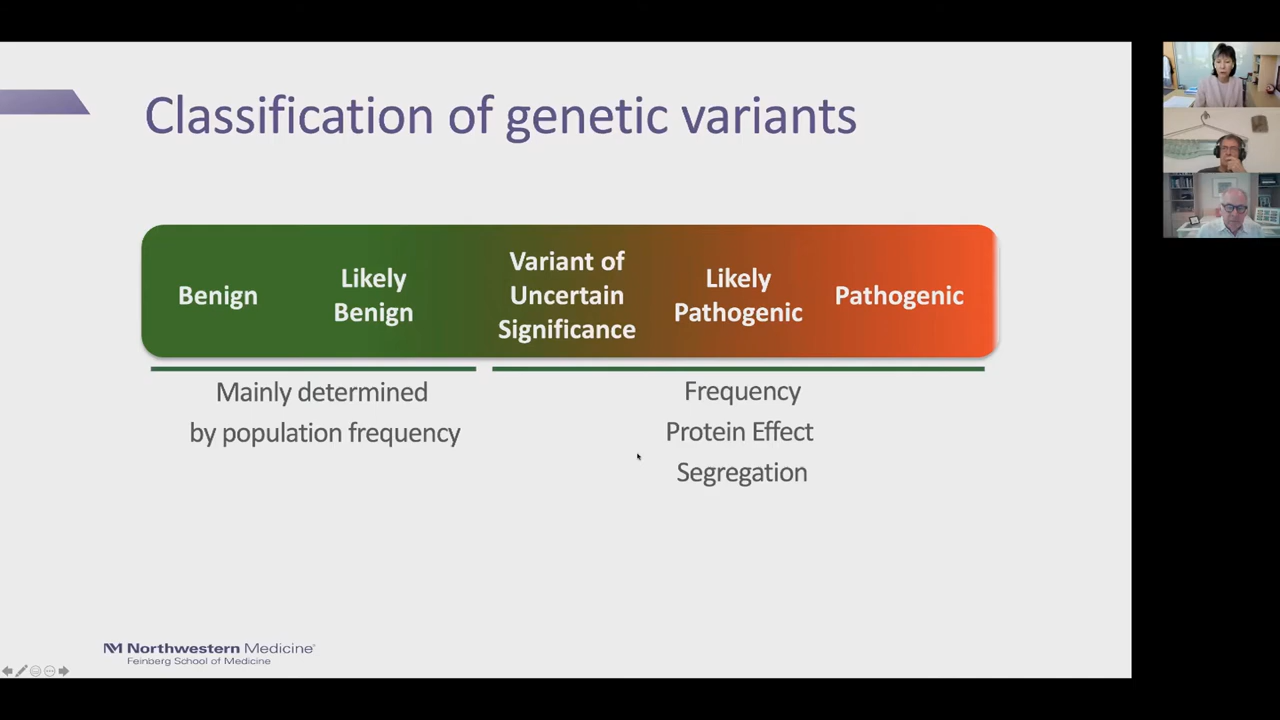 Classification of genetic variants
Benign
Likely
Benign
Variant of
Uncertain
Significance
Likely
Pathogenic
Pathogenic
Mainly determined
by population frequency
Frequency
Protein Effect
Segregation
Northwestern Medicine®
Feinberg School of Medicine